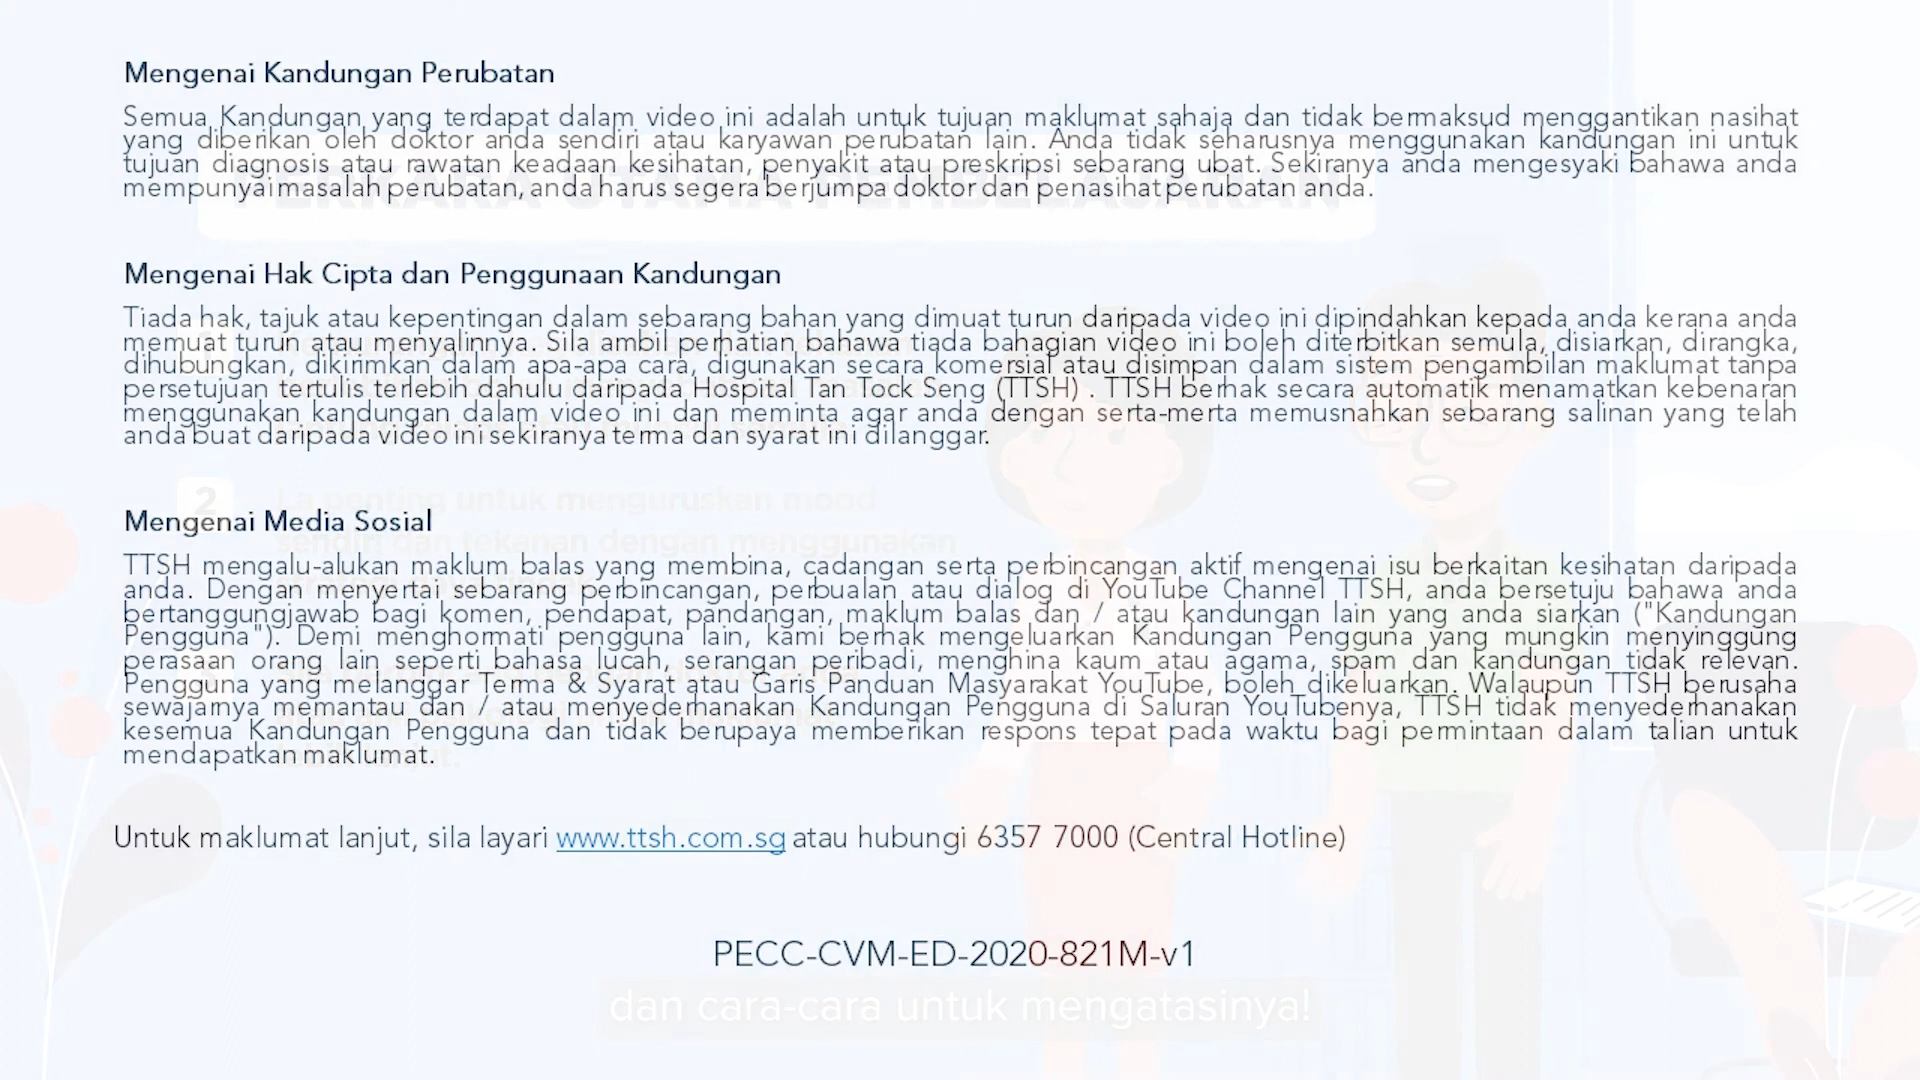 Mengenai Kandungan Perubatan
Semua Kandungan yang terdapat dalam video ini adalah untuk tujuan maklumat sahaja dan tidak bermaksud menggantikan nasihat
yang diberikan oleh doktor anda sendiri atau karyawan perubatan lain. Anda tidak seharusnya menggunakan kandungan ini untuk
tujuan diagnosis atau rawatan keadaan kesihatan, penyakit atau preskripsi sebarang ubat. Sekiranya anda mengesyaki bahawa anda
mempunyai masalah perubatan, anda harus segera berjumpa doktor dan penasihat perubatan anda.
PERKARA UTAMA PEMBELAJARAN
Mengenai Hak Cipta dan Penggunaan Kandungan
Tiada hak, tajuk atau kepentingan dalam sebarang bahan yang dimuat turun daripada video ini dipindahkan kepada anda kerana anda
memuat turun atau menyalinnya. Sila ambil perhatian bahawa tiada bahagian video ini boleh diterbitkan semula, disiarkan, dirangka,
dihubungkan, dikirimkan dalam apa-apa cara, digunakan secara komersial atau disimpan dalam sistem pengambilan maklumat tanpa
persetujuan tertulis terlebih dahulu daripada Hospital Tan Tock Seng (TTSH) . TTSH berhak secara automatik menamatkan kebenaran
menggunakan kandungan dalam video ini dan meminta agar anda dengan serta-merta memusnahkan sebarang salinan yang telah
anda buat daripada video ini sekiranya terma dan syarat ini dilanggar.
2 Ia penting untuk menguruskan mood
sendiri dan tekanan dengan menggunakan
Mengenai Media Sosial
TTSH mengalu-alukan maklum balas yang membina, cadangan serta perbincangan aktif mengenai isu berkaitan kesihatan daripada
anda. Dengan menyertai sebarang perbincangan, perbualan atau dialog di YouTube Channel TTSH, anda bersetuju bahawa anda
bertanggungjawab bagi komen, pendapat, pandangan, maklum balas dan / atau kandungan lain yang anda siarkan ("Kandungan
Pengguna"). Demi menghormati pengguna lain, kami berhak mengeluarkan Kandungan Pengguna yang mungkin menyinggung
perasaan orang lain seperti bahasa lucah, serangan peribadi, menghina kaum atau agama, spam dan kandungan tidak relevan.
Pengguna yang melanggar Terma & Syarat atau Garis Panduan Masyarakat YouTube, boleh dikeluarkan. Walaupun TTSH berusaha
sewajarnya memantau dan / atau menyederhanakan Kandungan Pengguna di Saluran YouTubenya, TTSH tidak menyederhanakan
kesemua Kandungan Pengguna dan tidak berupaya memberikan respons tepat pada waktu bagi permintaan dalam talian untuk
mendapatkan maklumat.
Untuk maklumat lanjut, sila layari www.ttsh.com.sg atau hubungi 6357 7000 (Central Hotline)
PECC-CVM-ED-2020-821M-v1
dan cara-cara untuk mengatasinya!